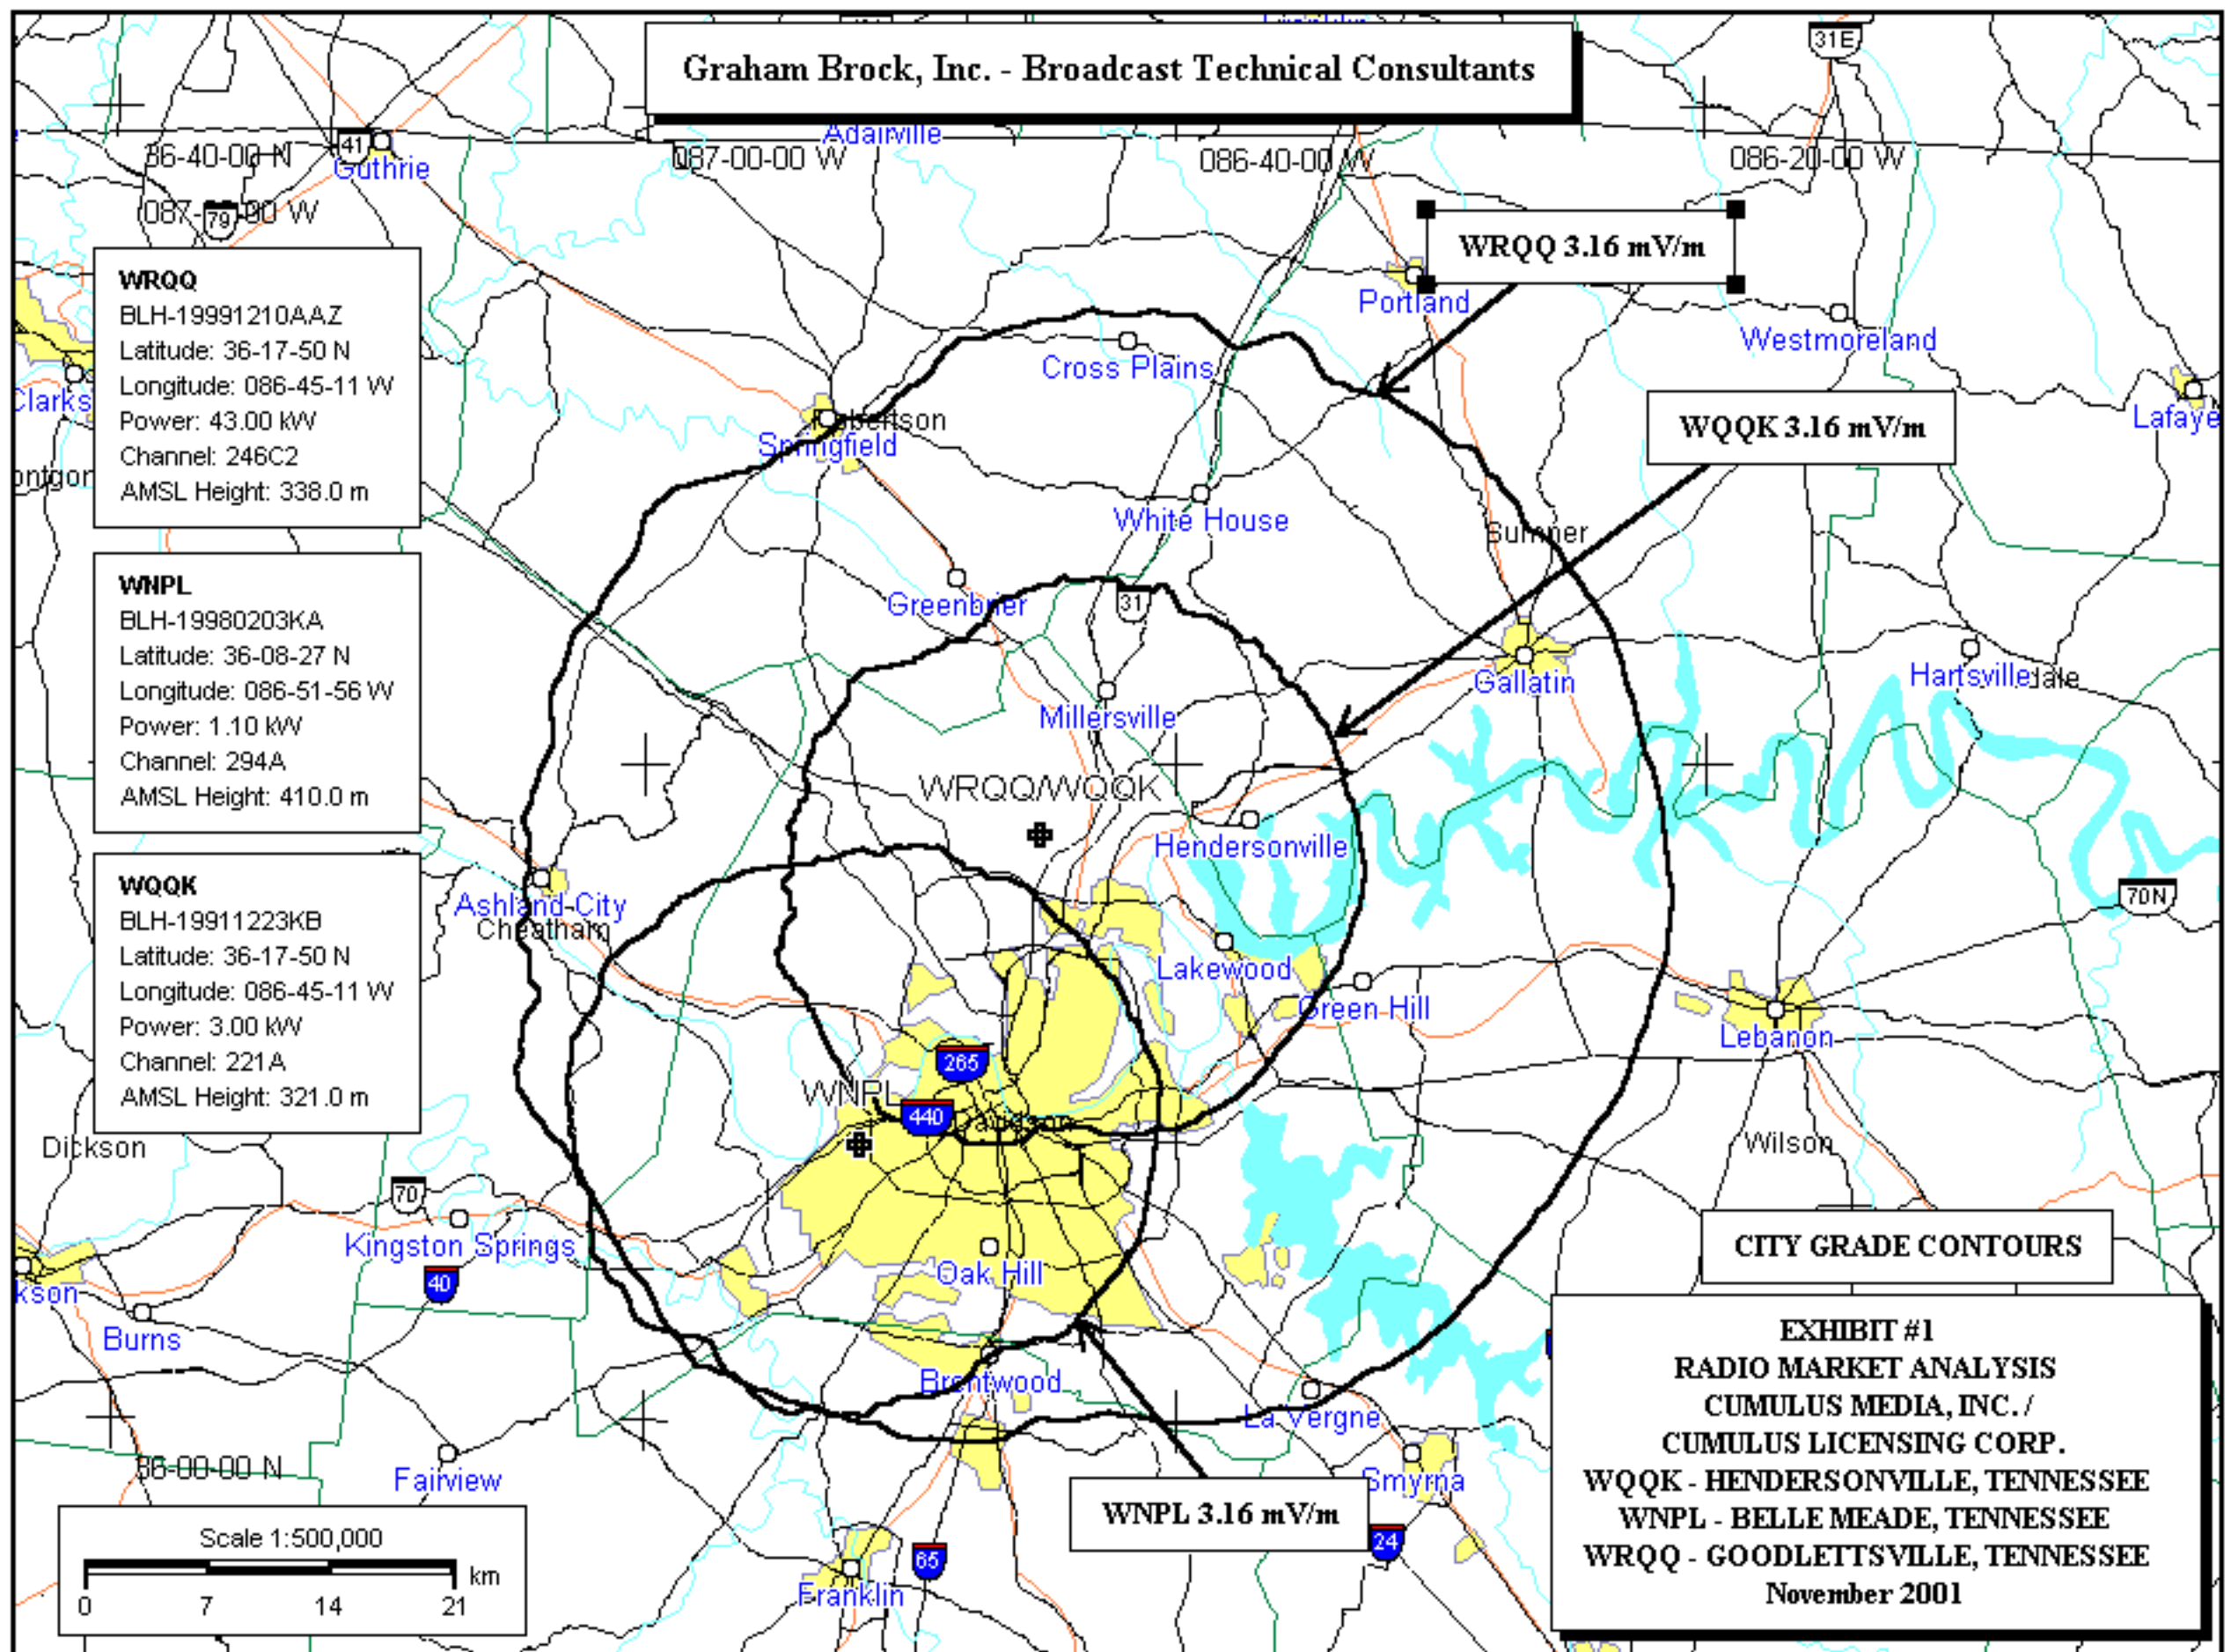 Graham Brock, Inc. - Broadcast Technical Consultants
31E
Adairville
36-40-00 N
41
Guthrie
087-00-00 W
086-40-00 W
086-20-00 W
79
WRQQ 3.16 mV/m
Portland
Westmoreland
WRQQ
BLH-19991210AAZ
Latitude: 36-17-50 N
Longitude: 086-45-11 W
Power: 43.00 kW
Channel: 246C2
AMSL Height: 338.0 m
Cross Plains
Clarks
Lafaye
WQQK 3.16 mV/m
Robertson
Springfield
ontgor
White House
Sumner
WNPL
BLH-19980203KA
Latitude: 36-08-27 N
Longitude: 086-51-56 W
Power: 1.10 kW
Channel: 294A
AMSL Height: 410.0 m
Greenbrier
31
Gallatin
Hartsville
dale
Millersville
WRQQ/WQQK
Hendersonville
WQQK
BLH-19911223KB
Latitude: 36-17-50 N
Longitude: 086-45-11 W
Power: 3.00 kW
Channel: 221A
AMSL Height: 321.0 m
Ashland City
Cheatham
70N
Lakewood
Green Hill
Lebanon
265
WNPL
440
Davidson
Dickson
Wilson
70
Kingston Springs
40
Oak Hill
CITY GRADE CONTOURS
kson
Burns
Brentwood
La Vergne
36-00-00 N
Fairview
Smyrna
WNPL 3.16 mV/m
24
65
Franklin
Scale 1:500,000
km
0 7 14 21
EXHIBIT #1
RADIO MARKET ANALYSIS
CUMULUS MEDIA, INC. /
CUMULUS LICENSING CORP.
WQQK - HENDERSONVILLE, TENNESSEE
WNPL - BELLE MEADE, TENNESSEE
WRQQ - GOODLETTSVILLE, TENNESSEE
November 2001